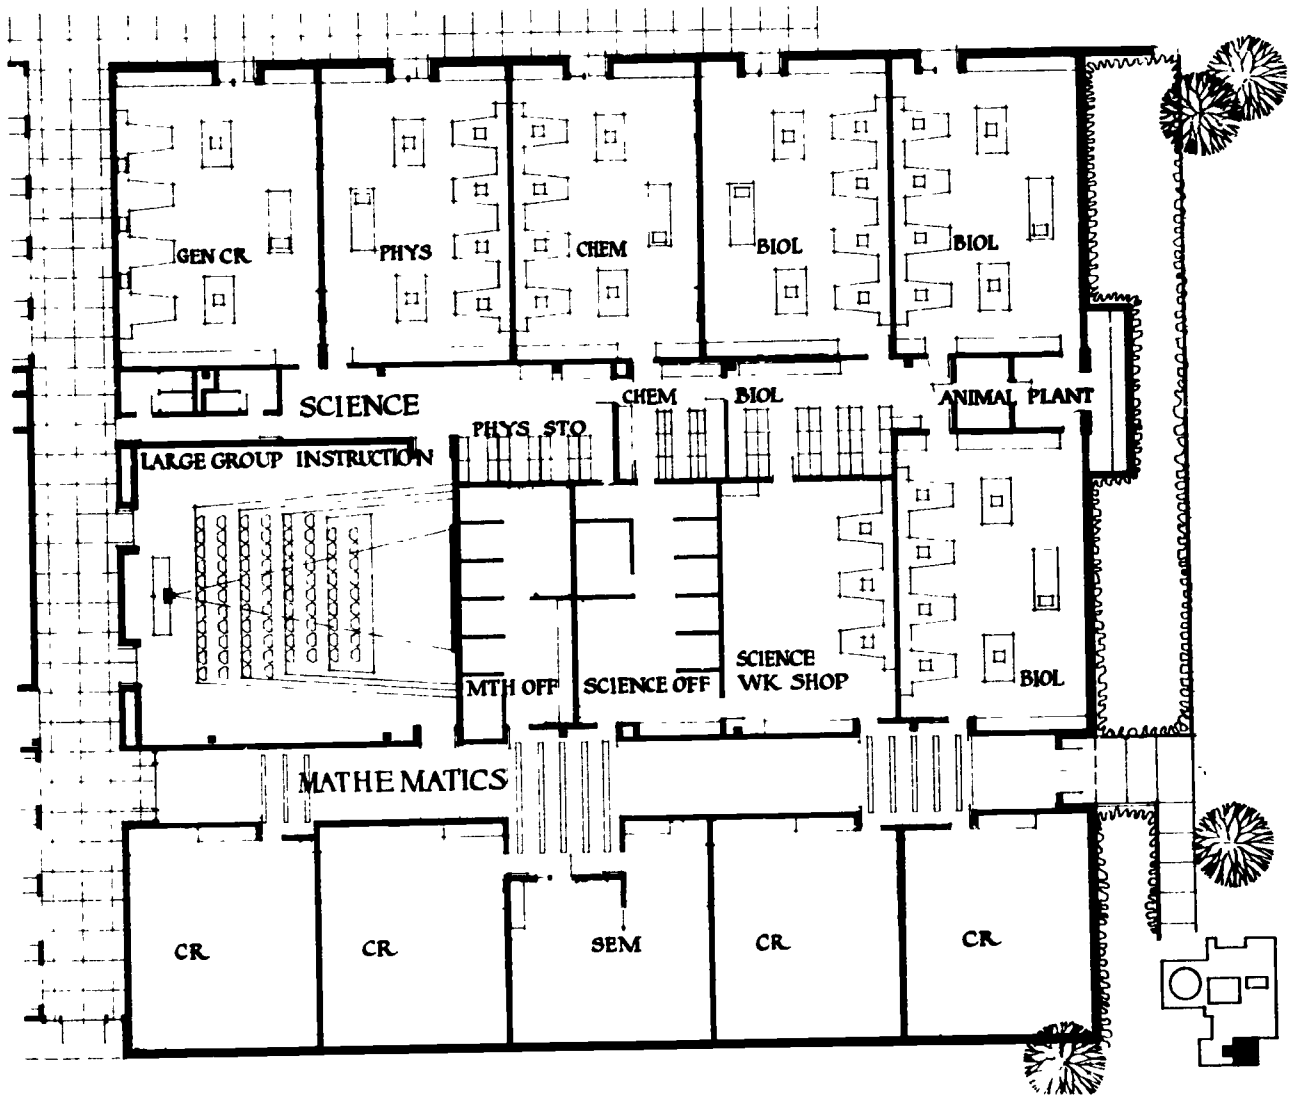 GEN CR
PHYS
CHEM
BIOL
BIOL
SCIENCE
PHYS STO
CHEM
BIOL
ANIMAL
PLANT
LARGE GROUP INSTRUCTION
MTH OFF
SCIENCE OFF
SCIENCE
WK SHOP
BIOL
MATHEMATICS
CR
CR
SEM
CR
CR